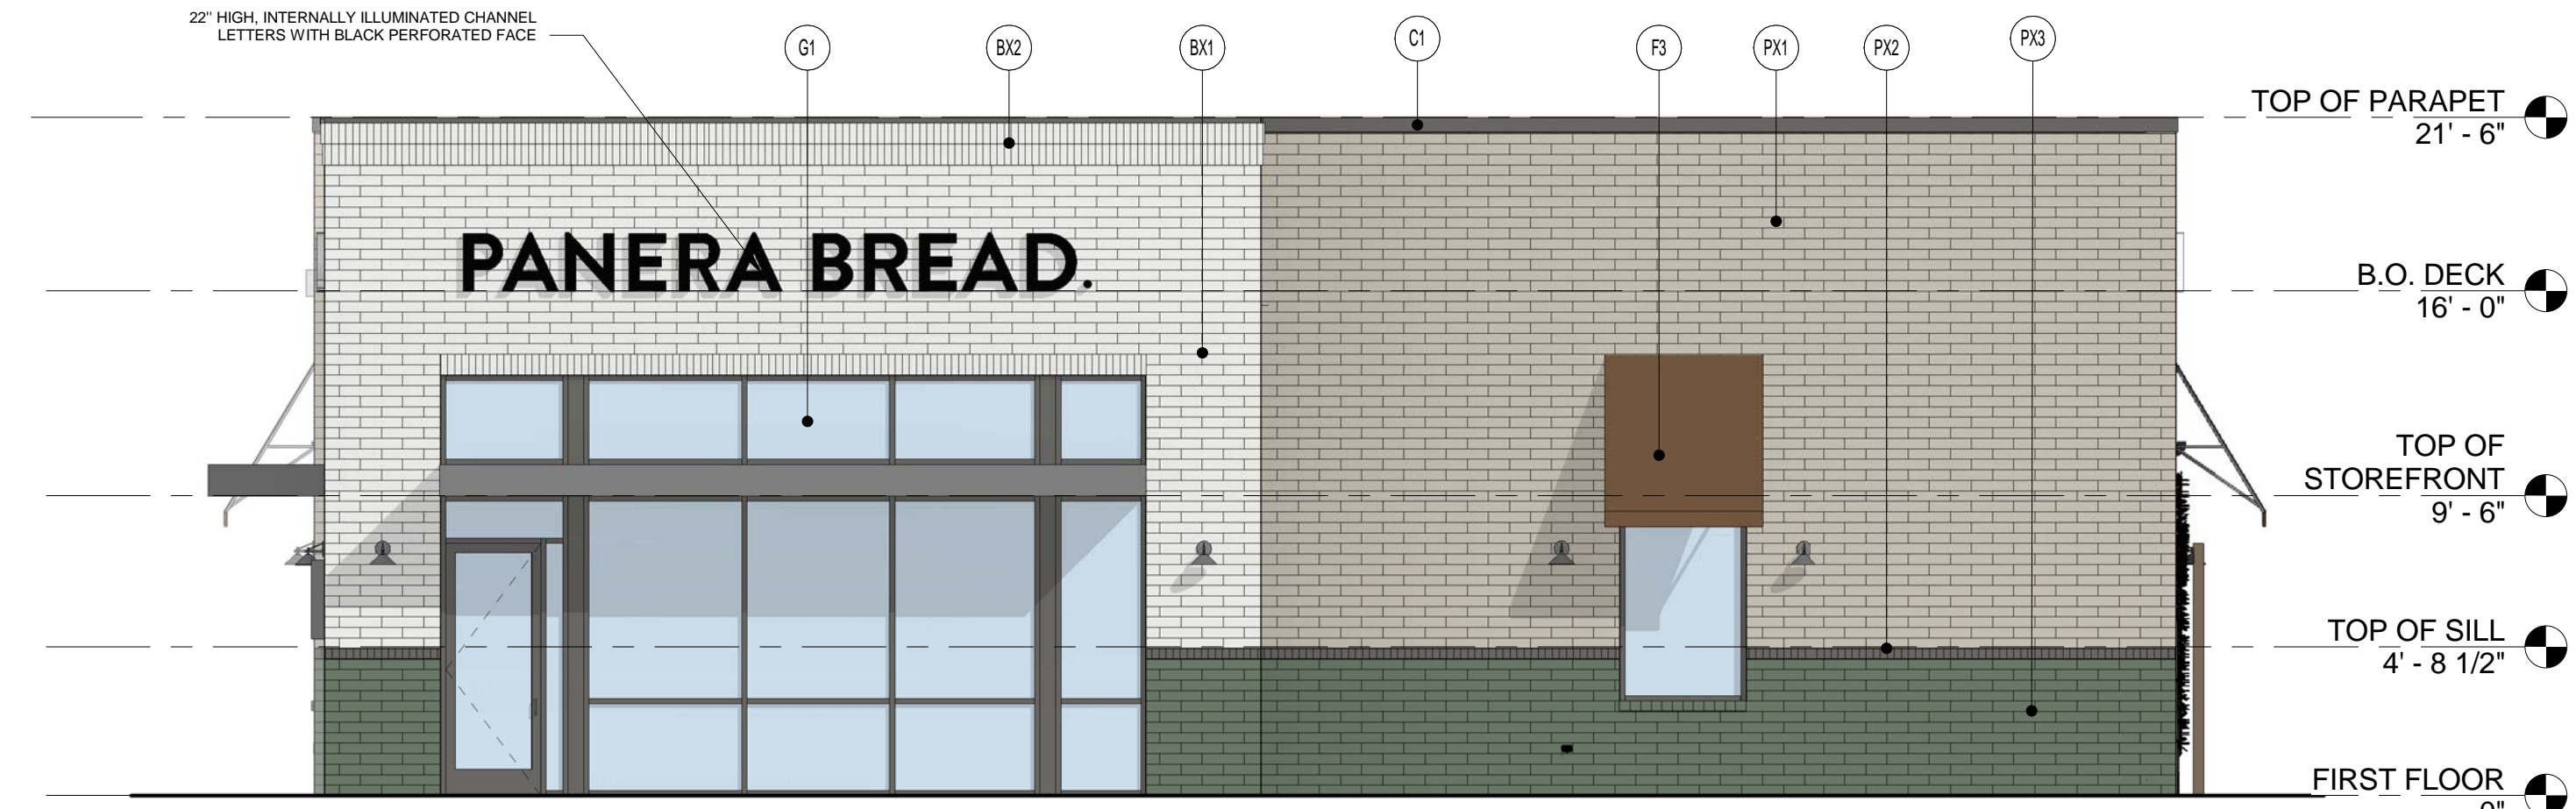 22" HIGH, INTERNALLY ILLUMINATED CHANNEL
LETTERS WITH BLACK PERFORATED FACE
G1
BX2
BX1
C1
F3
PX1
PX2
PX3
TOP OF PARAPET
21' - 6"
PANERA BREAD.
B.O. DECK
16' - 0"
TOP OF
STOREFRONT
9' - 6"
TOP OF SILL
4' - 8 1/2"
FIRST FLOOR